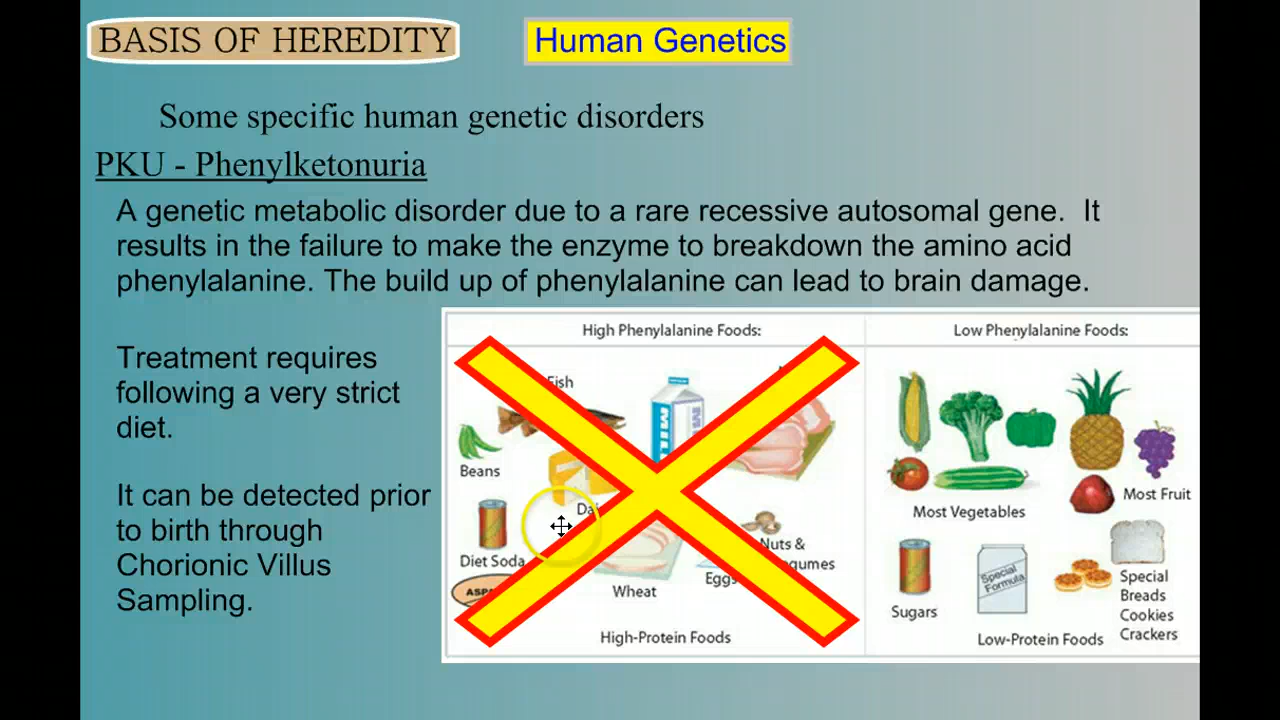 BASIS OF HEREDITY
Human Genetics
Some specific human genetic disorders
PKU - Phenylketonuria
A genetic metabolic disorder due to a rare recessive autosomal gene. It
results in the failure to make the enzyme to breakdown the amino acid
phenylalanine. The build up of phenylalanine can lead to brain damage.
Treatment requires
following a very strict
diet.
It can be detected prior
to birth through
Chorionic Villus
Sampling.
High Phenylalanine Foods:
Fish
MILK
Beans
Diet Soda
Wheat
Eggs
Nuts &
High-Protein Foods
Low Phenylalanine Foods:
Most Vegetables
Most Fruit
Sugars
Special
Formula
Low-Protein Foods
Special
Breads
Cookies
Crackers